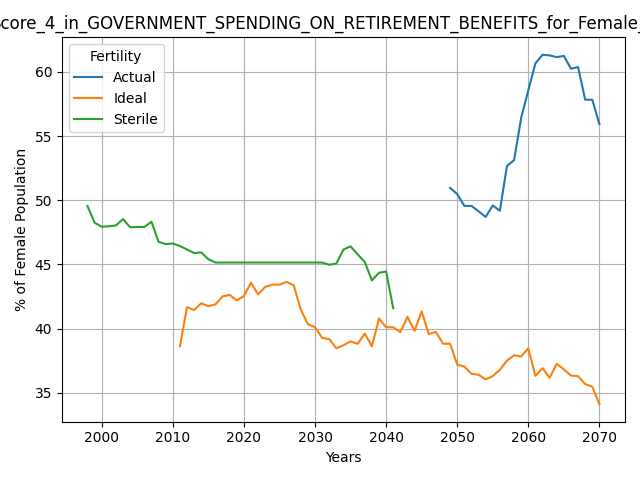 score_4_in_GOVERNMENT_SPENDING_ON_RETIREMENT_BENEFITS_for_Female_
Fertility
Actual
Ideal
Sterile
% of Female Population
60
55
50
45
40
35
2000
2010
2020
2030
2040
2050
2060
2070
Years